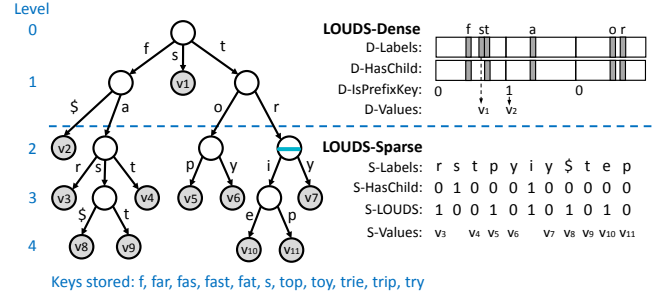 Level
0
1
2
3
4
f
s
t
v1
$
a
o
r
v2
r
s
t
p
y
i
y
v3
v4
v5
v6
v7
$
t
e
p
v8
v9
v10
v11
LOUDS-Dense
f st a o r
D-Labels:
D-HasChild:
D-IsPrefixKey: 0 1 0
D-Values: v1 v2
LOUDS-Sparse
S-Labels: r s t p y i y $ t e p
S-HasChild: 0 1 0 0 0 1 0 0 0 0 0
S-LOUDS: 1 0 0 1 0 1 0 1 0 1 0
S-Values: v3 v4 v5 v6 v7 v8 v9 v10 v11
Keys stored: f, far, fas, fast, fat, s, top, toy, trie, trip, try